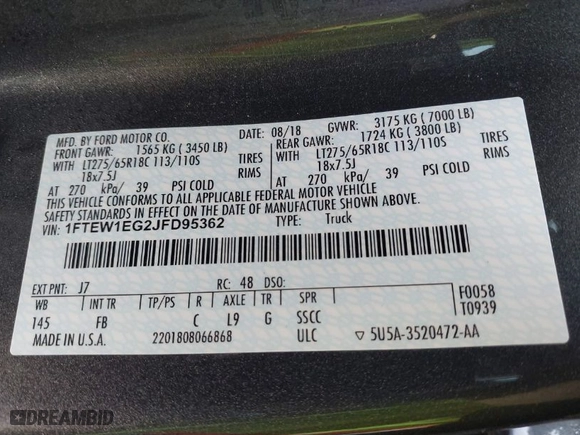 MFD. BY FORD MOTOR CO.
08/18 GVWR: 3175 KG ( 7000 LB)
FRONT GAWR: 1565 KG ( 3450 LB)
REAR GAWR: 1724 KG ( 3800 LB)
WITH LT275/65R18C 113/110S TIRES
WITH LT275/65R18C 113/110S TIRES
18x7.5J RIMS
18x7.5J RIMS
AT 270 kPa/ 39 PSI COLD
AT 270 kPa/ 39 PSI COLD
THIS VEHICLE CONFORMS TO ALL APPLICABLE FEDERAL MOTOR VEHICLE
SAFETY STANDARDS IN EFFECT ON THE DATE OF MANUFACTURE SHOWN ABOVE.
VIN: 1FTEW1EG2JFD95362
TYPE: Truck
EXT PNT: J7 RC: 48 DSO:
WB INT TR TP/PS R AXLE TR SPR
145 FB C L9 G SSCC
F0058
T0939
MADE IN U.S.A. 2201808066868 ULC ▽ 5U5A-3520472-AA
DREAMBID